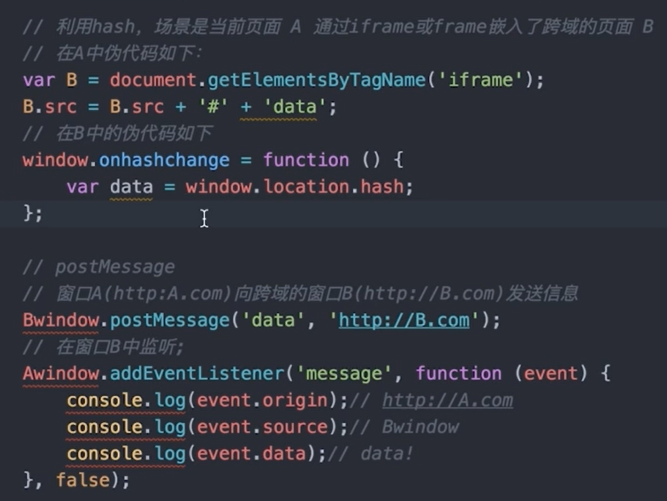 // 利用hash，场景是当前页面 A 通过iframe或frame嵌入了跨域的页面 B
// 在A中伪代码如下：
var B = document.getElementsByTagName('iframe');
B.src = B.src + '#' + 'data';
// 在B中的伪代码如下
window.onhashchange = function () {
    var data = window.location.hash;
};

// postMessage
// 窗口A(http:A.com)向跨域的窗口B(http://B.com)发送信息
Bwindow.postMessage('data', 'http://B.com');
// 在窗口B中监听;
Awindow.addEventListener('message', function (event) {
    console.log(event.origin);// http://A.com
    console.log(event.source);// Bwindow
    console.log(event.data);// data!
}, false);